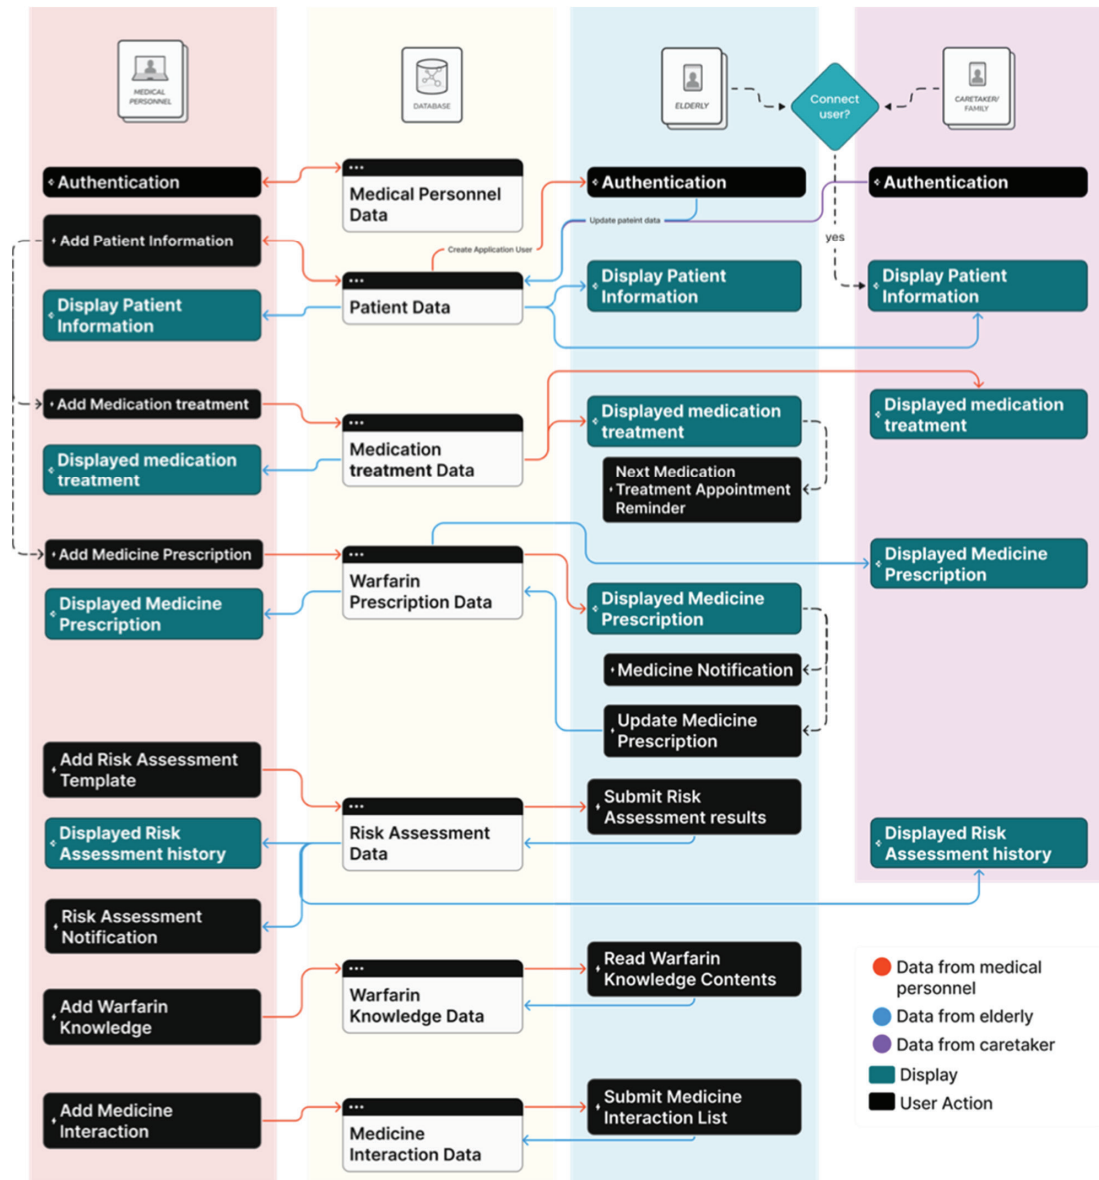 MEDICAL
PERSONNEL
DATABASE
ELDERLY
Connect
user?
CARETAKER/
FAMILY
Authentication
Medical Personnel
Data
Authentication
Authentication
Add Patient Information
Update pateint data
Create Application User
yes
Display Patient
Information
Patient Data
Display Patient
Information
Display Patient
Information
Add Medication treatment
Medication
treatment Data
Displayed medication
treatment
Displayed medication
treatment
Displayed medication
treatment
Next Medication
Treatment Appointment
Reminder
Add Medicine Prescription
Warfarin
Prescription Data
Displayed Medicine
Prescription
Displayed Medicine
Prescription
Displayed Medicine
Prescription
Medicine Notification
Update Medicine
Prescription
Add Risk Assessment
Template
Risk Assessment
Data
Submit Risk
Assessment results
Displayed Risk
Assessment history
Displayed Risk
Assessment history
Risk Assessment
Notification
Add Warfarin
Knowledge
Warfarin
Knowledge Data
Read Warfarin
Knowledge Contents
Add Medicine
Interaction
Medicine
Interaction Data
Submit Medicine
Interaction List
Data from medical
personnel
Data from elderly
Data from caretaker
Display
User Action